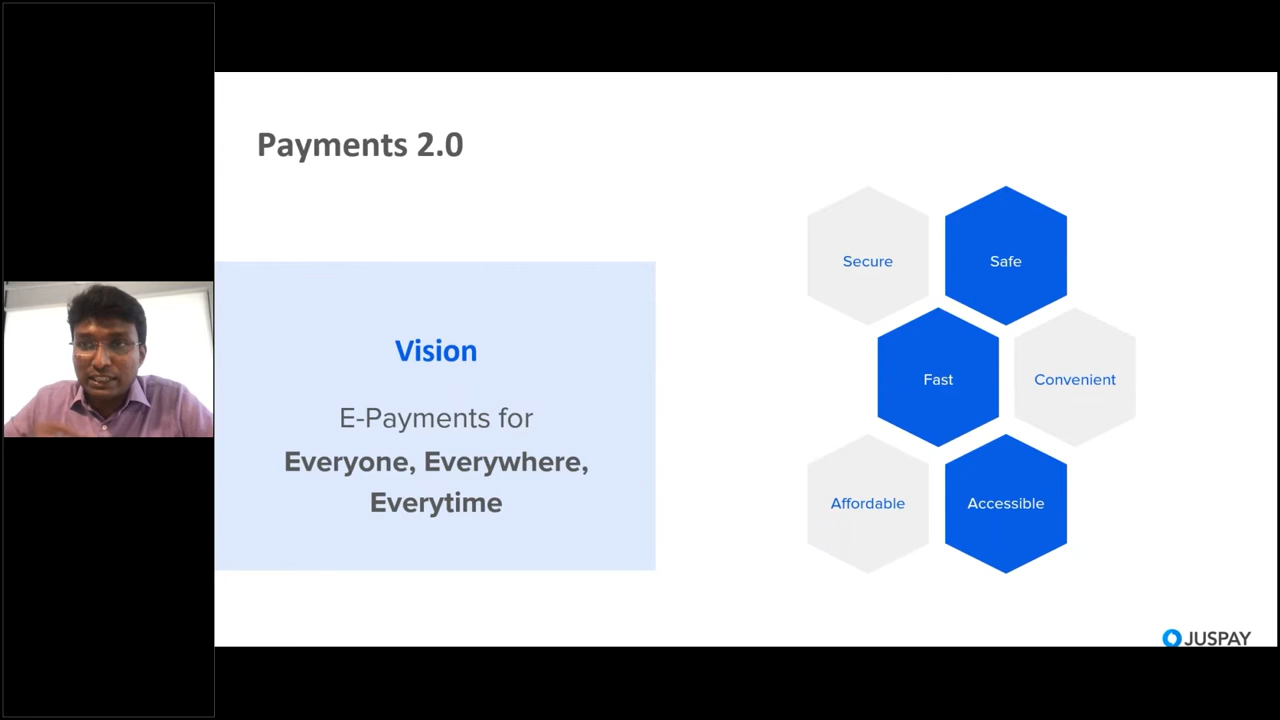 Payments 2.0
Vision
E-Payments for
Everyone, Everywhere,
Everytime
Secure
Safe
Fast
Convenient
Affordable
Accessible
JUSPAY